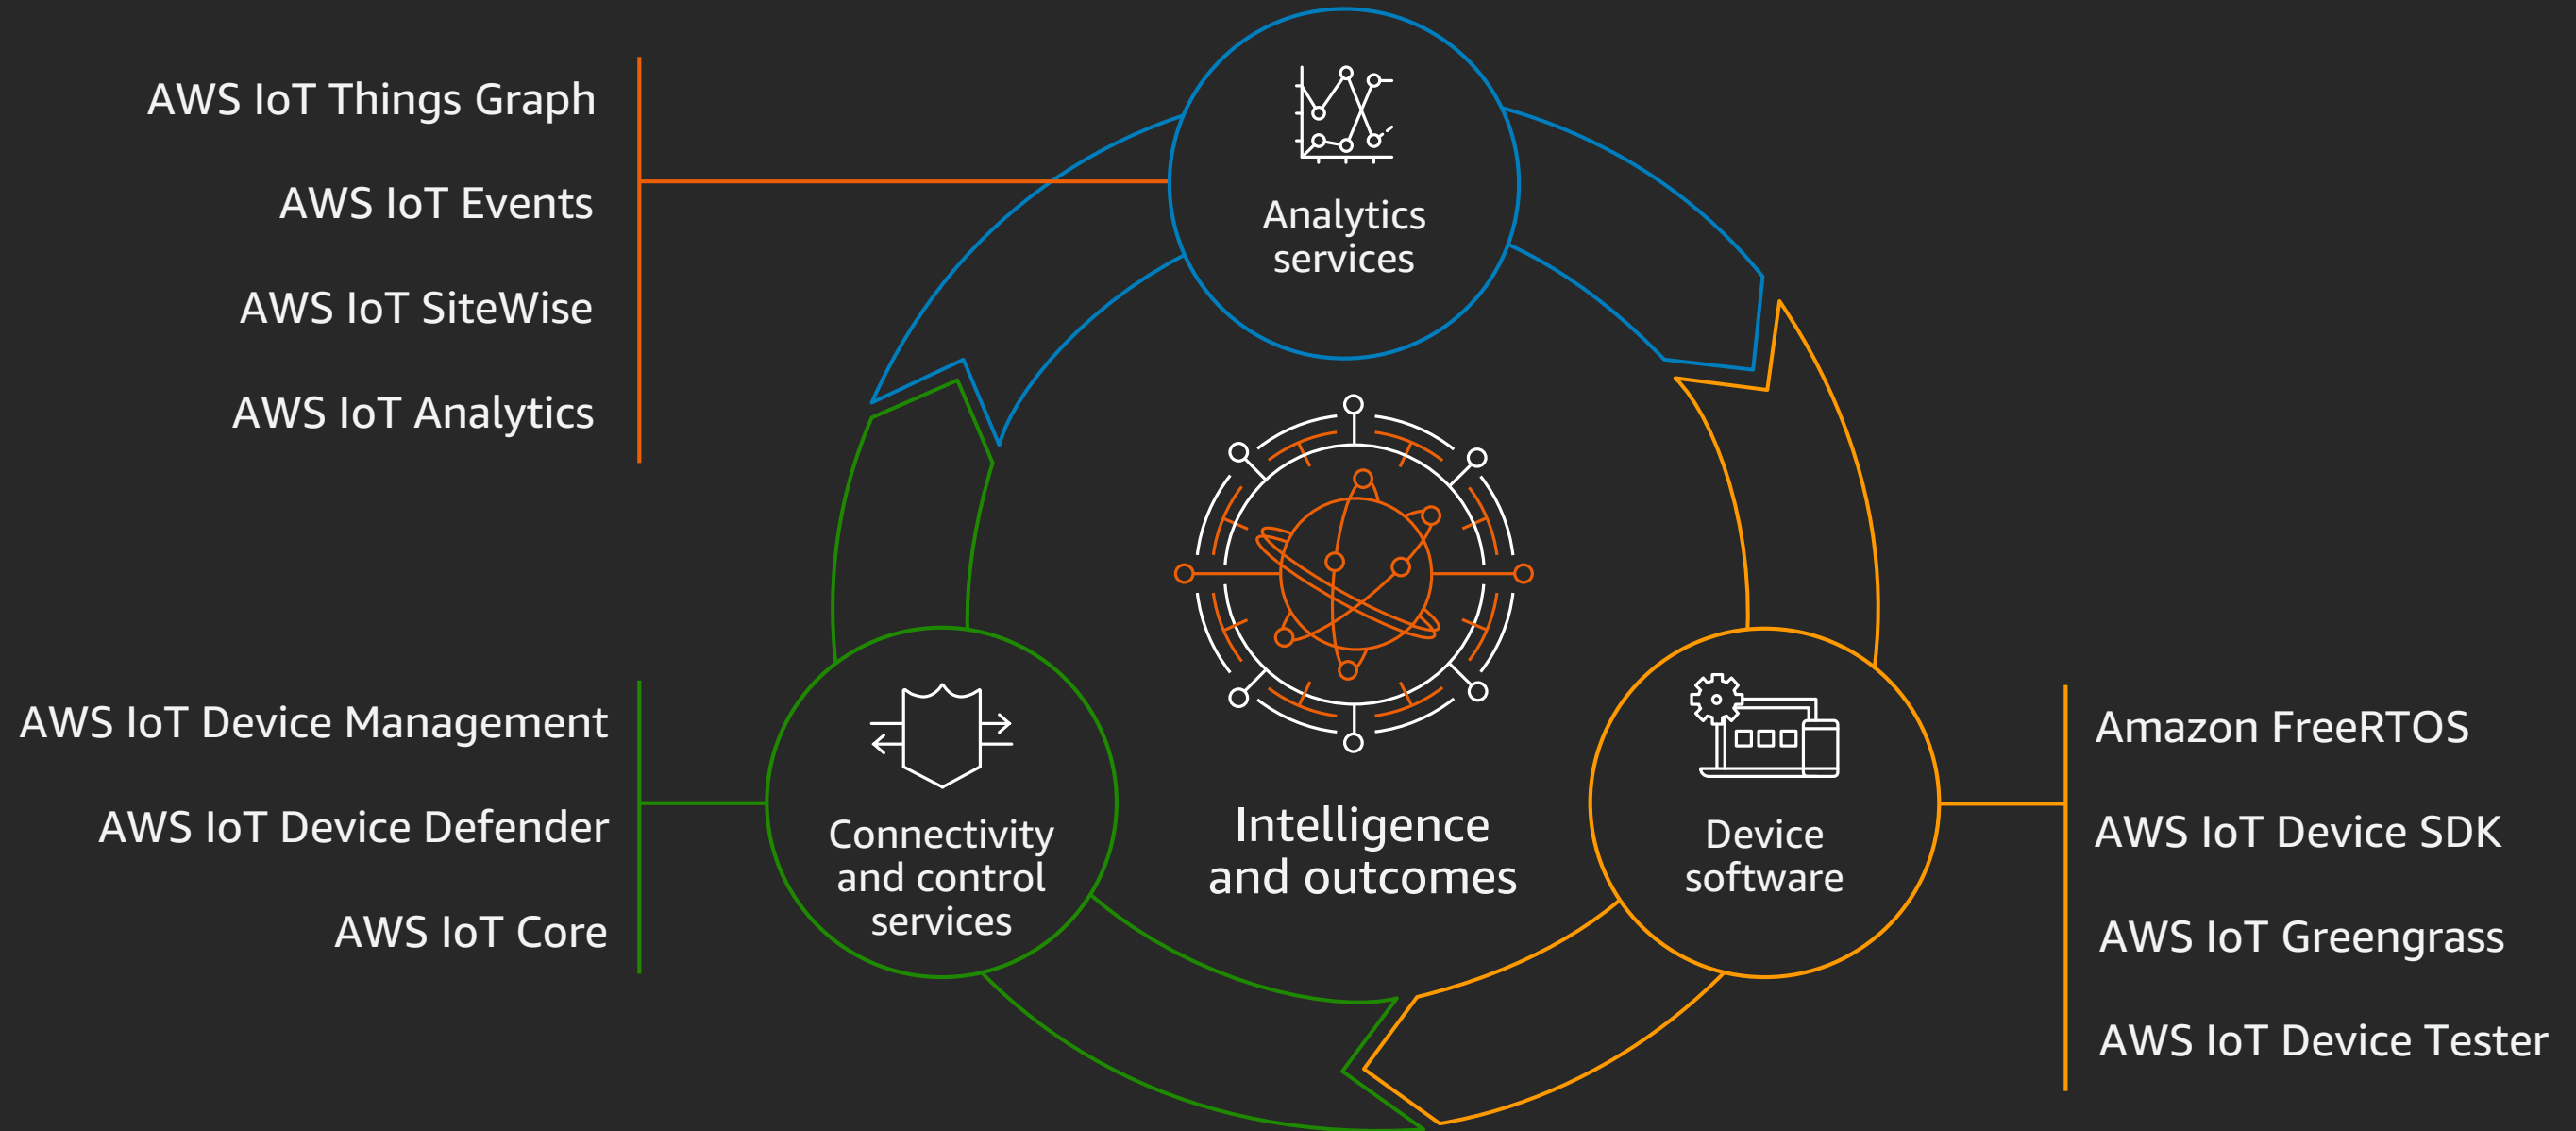 AWS IoT Things Graph
AWS IoT Events
AWS IoT SiteWise
AWS IoT Analytics
Analytics
services
AWS IoT Device Management
AWS IoT Device Defender
AWS IoT Core
Connectivity
and control
services
Intelligence
and outcomes
Device
software
Amazon FreeRTOS
AWS IoT Device SDK
AWS IoT Greengrass
AWS IoT Device Tester